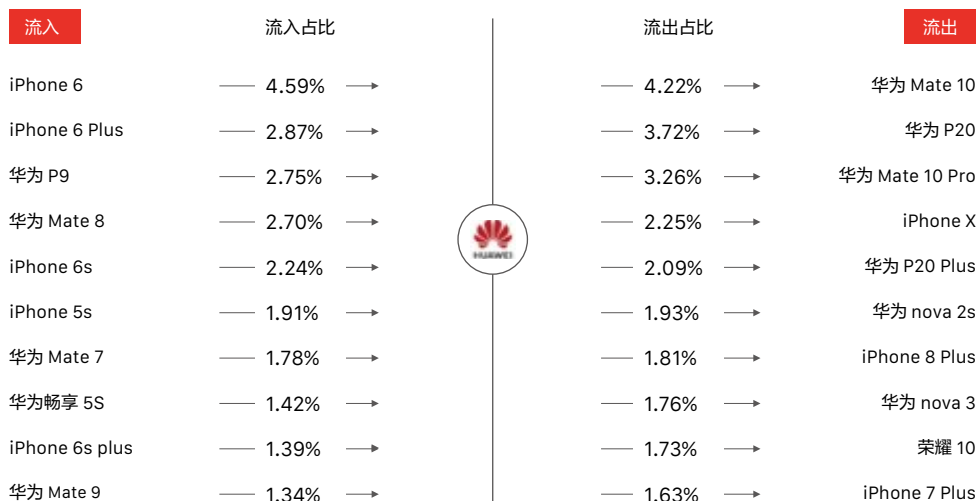 流入 流入占比 流出占比 流出
iPhone 6 4.59% 4.22% 华为 Mate 10
iPhone 6 Plus 2.87% 3.72% 华为 P20
华为 P9 2.75% 3.26% 华为 Mate 10 Pro
华为 Mate 8 2.70% 2.25% iPhone X
HUAWEI
iPhone 6s 2.24% 2.09% 华为 P20 Plus
iPhone 5s 1.91% 1.93% 华为 nova 2s
华为 Mate 7 1.78% 1.81% iPhone 8 Plus
华为畅享 5S 1.42% 1.76% 华为 nova 3
iPhone 6s plus 1.39% 1.73% 荣耀 10
华为 Mate 9 1.34% 1.63% iPhone 7 Plus